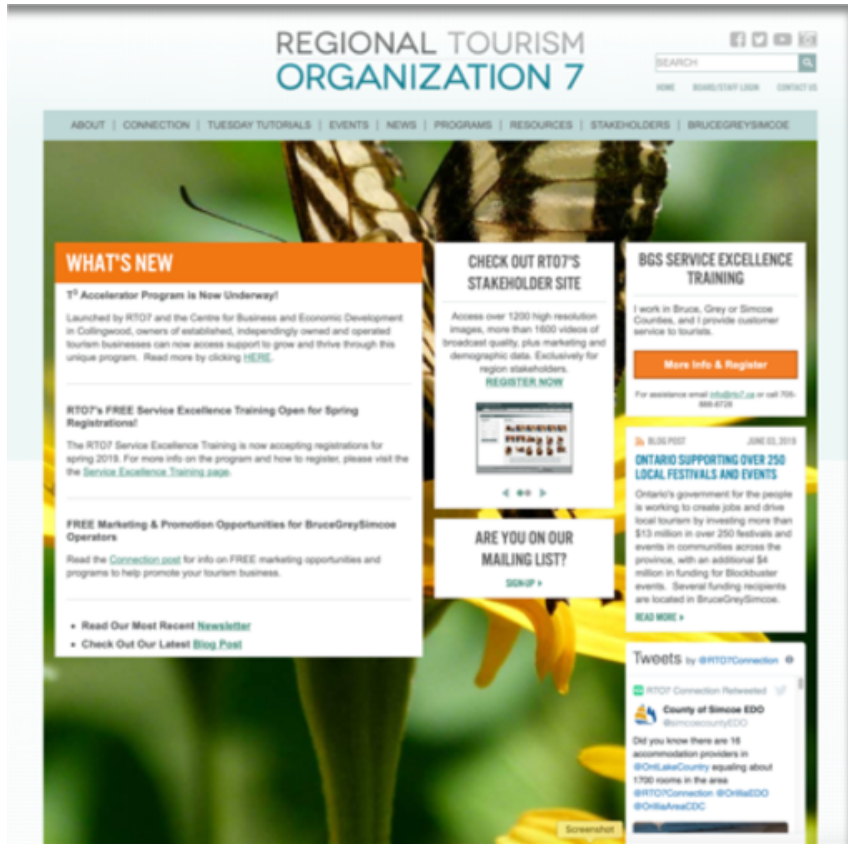 REGIONAL TOURISM
ORGANIZATION 7
SEARCH
HOME BOARD/STAFF LOGIN CONTACT US
ABOUT | CONNECTION | TUESDAY TUTORIALS | EVENTS | NEWS | PROGRAMS | RESOURCES | STAKEHOLDERS | BRUCEGREYSIMCOE
WHAT'S NEW
T³ Accelerator Program is Now Underway!
Launched by RTO7 and the Centre for Business and Economic Development
in Collingwood, owners of established, independingly owned and operated
tourism businesses can now access support to grow and thrive through this
unique program. Read more by clicking HERE.
RTO7's FREE Service Excellence Training Open for Spring
Registrations!
The RTO7 Service Excellence Training is now accepting registrations for
spring 2019. For more info on the program and how to register, please visit the
the Service Excellence Training page.
FREE Marketing & Promotion Opportunities for BruceGreySimcoe
Operators
Read the Connection post for info on FREE marketing opportunities and
programs to help promote your tourism business.
• Read Our Most Recent Newsletter
• Check Out Our Latest Blog Post
CHECK OUT RTO7'S
STAKEHOLDER SITE
Access over 1200 high resolution
images, more than 1600 videos of
broadcast quality, plus marketing and
demographic data. Exclusively for
region stakeholders.
REGISTER NOW
ARE YOU ON OUR
MAILING LIST?
SIGN-UP
BGS SERVICE EXCELLENCE
TRAINING
I work in Bruce, Grey or Simcoe
Counties, and I provide customer
service to tourists.
More Info & Register
For assistance email info@rto7.ca or call 705-
BLOG POST JUNE 03, 2019
ONTARIO SUPPORTING OVER 250
LOCAL FESTIVALS AND EVENTS
Ontario's government for the people
is working to create jobs and drive
local tourism by investing more than
$13 million in over 250 festivals and
events in communities across the
province, with an additional $4
million in funding for Blockbuster
events. Several funding recipients
are located in BruceGreySimcoe.
READ MORE
Tweets by @RTO7Connection
RTO7 Connection Retweeted
County of Simcoe EDO
@simcoecountyEDO
Did you know there are 16
accommodation providers in
@OntLakeCountry equaling about
1700 rooms in the area
@RTO7Connection @OrilliaEDO
@OrilliaAreaCDC
Screenshot